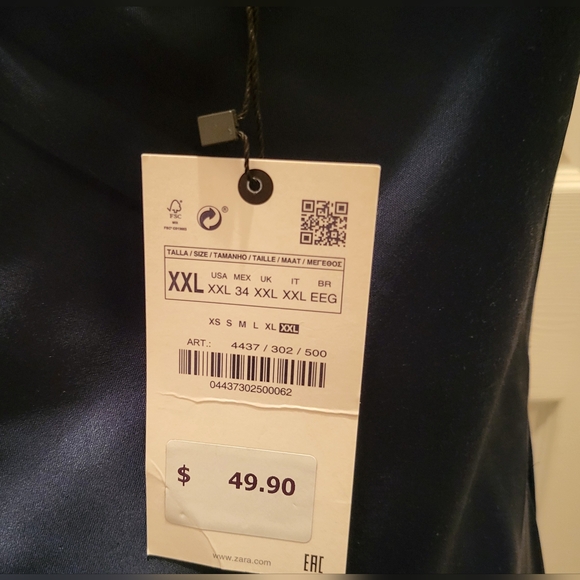 FSC
®
TALLA / SIZE / TAMANHO / TAILLE / MAAT / ΜΕΓΕΘΟΣ
XXL
USA MEX UK IT BR
XXL 34 XXL XXL EEG
XS S M L XL XXL
ART.: 4437 / 302 / 500
04437302500062
$ 49.90
www.zara.com
EAC